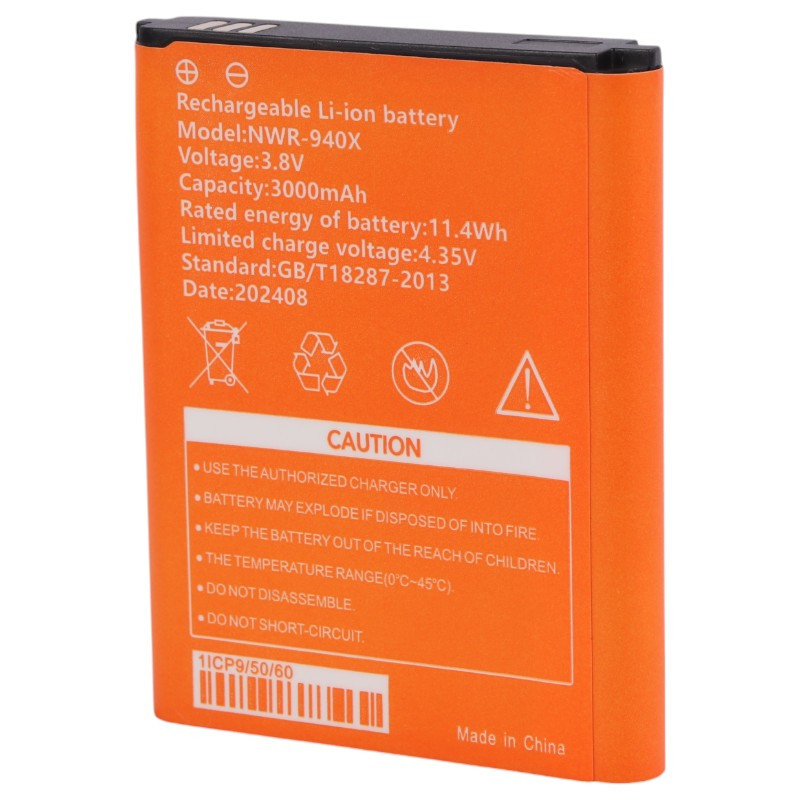 ⊕ ⊖
Rechargeable Li-ion battery
Model:NWR-940X
Voltage:3.8V
Capacity:3000mAh
Rated energy of battery:11.4Wh
Limited charge voltage:4.35V
Standard:GB/T18287-2013
Date:202408
CAUTION
• USE THE AUTHORIZED CHARGER ONLY.
• BATTERY MAY EXPLODE IF DISPOSED OF INTO FIRE.
• KEEP THE BATTERY OUT OF THE REACH OF CHILDREN.
• THE TEMPERATURE RANGE(0°C~45°C).
• DO NOT DISASSEMBLE.
• DO NOT SHORT-CIRCUIT.
1ICP9/50/60
Made in China